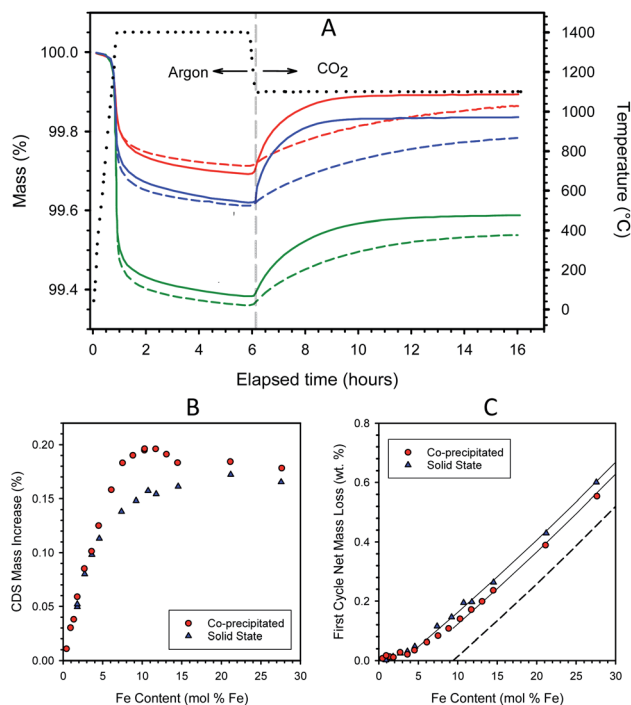 A
100.0
99.8
99.6
99.4
Mass (%)
Argon
CO2
1400
1200
1000
800
600
400
200
0
Temperature (°C)
0 2 4 6 8 10 12 14 16
Elapsed time (hours)
B
0.20
0.15
0.10
0.05
0.00
CDS Mass Increase (%)
Co-precipitated
Solid State
0 5 10 15 20 25 30
Fe Content (mol % Fe)
C
0.8
0.6
0.4
0.2
0.0
First Cycle Net Mass Loss (wt. %)
Co-precipitated
Solid State
0 5 10 15 20 25 30
Fe Content (mol % Fe)